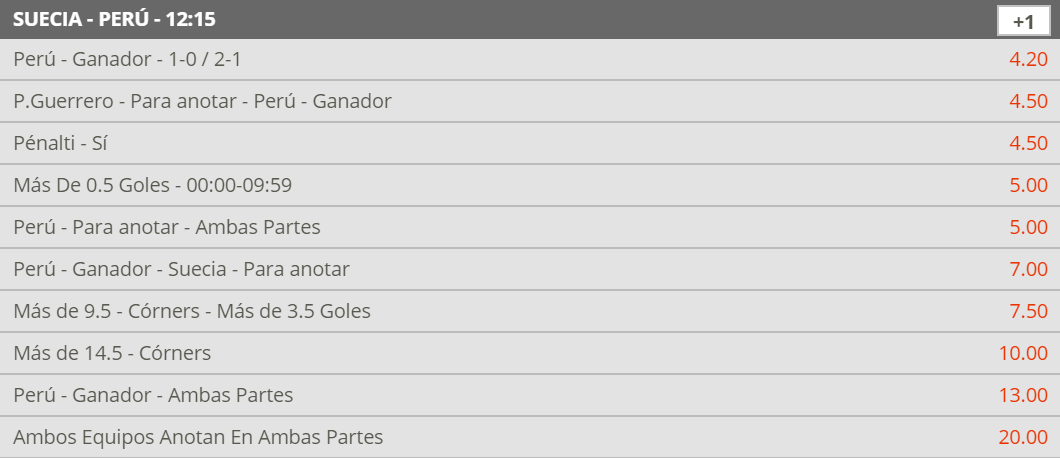 SUECIA - PERÚ - 12:15 +1
Perú - Ganador - 1-0 / 2-1 4.20
P.Guerrero - Para anotar - Perú - Ganador 4.50
Pénalti - Sí 4.50
Más De 0.5 Goles - 00:00-09:59 5.00
Perú - Para anotar - Ambas Partes 5.00
Perú - Ganador - Suecia - Para anotar 7.00
Más de 9.5 - Córners - Más de 3.5 Goles 7.50
Más de 14.5 - Córners 10.00
Perú - Ganador - Ambas Partes 13.00
Ambos Equipos Anotan En Ambas Partes 20.00